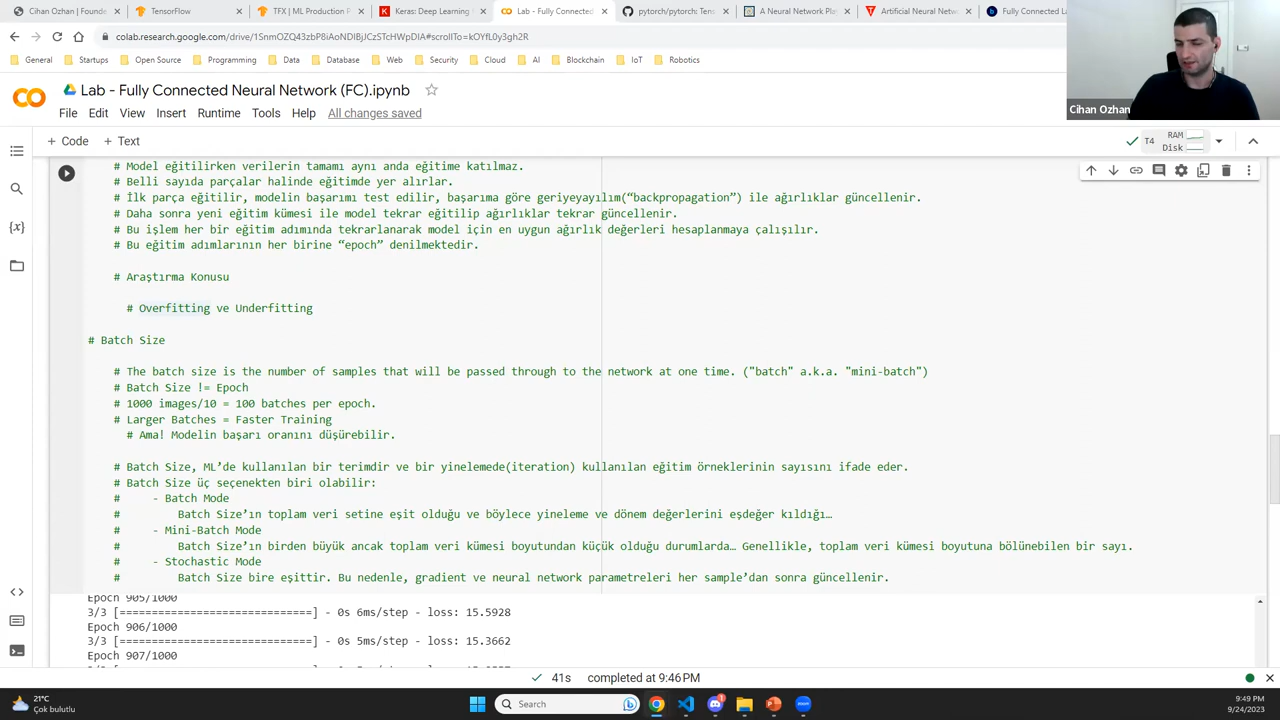 Cihan Ozhan | Founde
TensorFlow
TFX | ML Production P
Keras: Deep Learning
Lab - Fully Connected
pytorch/pytorch: Tens
A Neural Network Play
Artificial Neural Netw
Fully Connected La
colab.research.google.com/drive/1SnmOZQ43zbP8iAoNDIBjJCzSTcHWpDIA#scrollTo=kOYfL0y3gh2R
General Startups Open Source Programming Data Database Web Security Cloud AI Blockchain IoT Robotics
Cihan Ozhan
Lab - Fully Connected Neural Network (FC).ipynb
File Edit View Insert Runtime Tools Help All changes saved
+ Code + Text
T4 RAM Disk
# Model eğitilirken verilerin tamamı aynı anda eğitime katılmaz.
# Belli sayıda parçalar halinde eğitimde yer alırlar.
# İlk parça eğitilir, modelin başarımı test edilir, başarıma göre geriyeyayılım(“backpropagation”) ile ağırlıklar güncellenir.
# Daha sonra yeni eğitim kümesi ile model tekrar eğitilip ağırlıklar tekrar güncellenir.
# Bu işlem her bir eğitim adımında tekrarlanarak model için en uygun ağırlık değerleri hesaplanmaya çalışılır.
# Bu eğitim adımlarının her birine “epoch” denilmektedir.
# Araştırma Konusu
# Overfitting ve Underfitting
# Batch Size
# The batch size is the number of samples that will be passed through to the network at one time. ("batch" a.k.a. "mini-batch")
# Batch Size != Epoch
# 1000 images/10 = 100 batches per epoch.
# Larger Batches = Faster Training
# Ama! Modelin başarı oranını düşürebilir.
# Batch Size, ML’de kullanılan bir terimdir ve bir yinelemede(iteration) kullanılan eğitim örneklerinin sayısını ifade eder.
# Batch Size üç seçenekten biri olabilir:
# - Batch Mode
# Batch Size’ın toplam veri setine eşit olduğu ve böylece yineleme ve dönem değerlerini eşdeğer kıldığı…
# - Mini-Batch Mode
# Batch Size’ın birden büyük ancak toplam veri kümesi boyutundan küçük olduğu durumlarda… Genellikle, toplam veri kümesi boyutuna bölünebilen bir sayı.
# - Stochastic Mode
# Batch Size bire eşittir. Bu nedenle, gradient ve neural network parametreleri her sample’dan sonra güncellenir.
Epoch 905/1000
3/3 [==============================] - 0s 6ms/step - loss: 15.5928
Epoch 906/1000
3/3 [==============================] - 0s 5ms/step - loss: 15.3662
Epoch 907/1000
41s completed at 9:46 PM
21°C
Çok bulutlu
Search
9:49 PM
9/24/2023